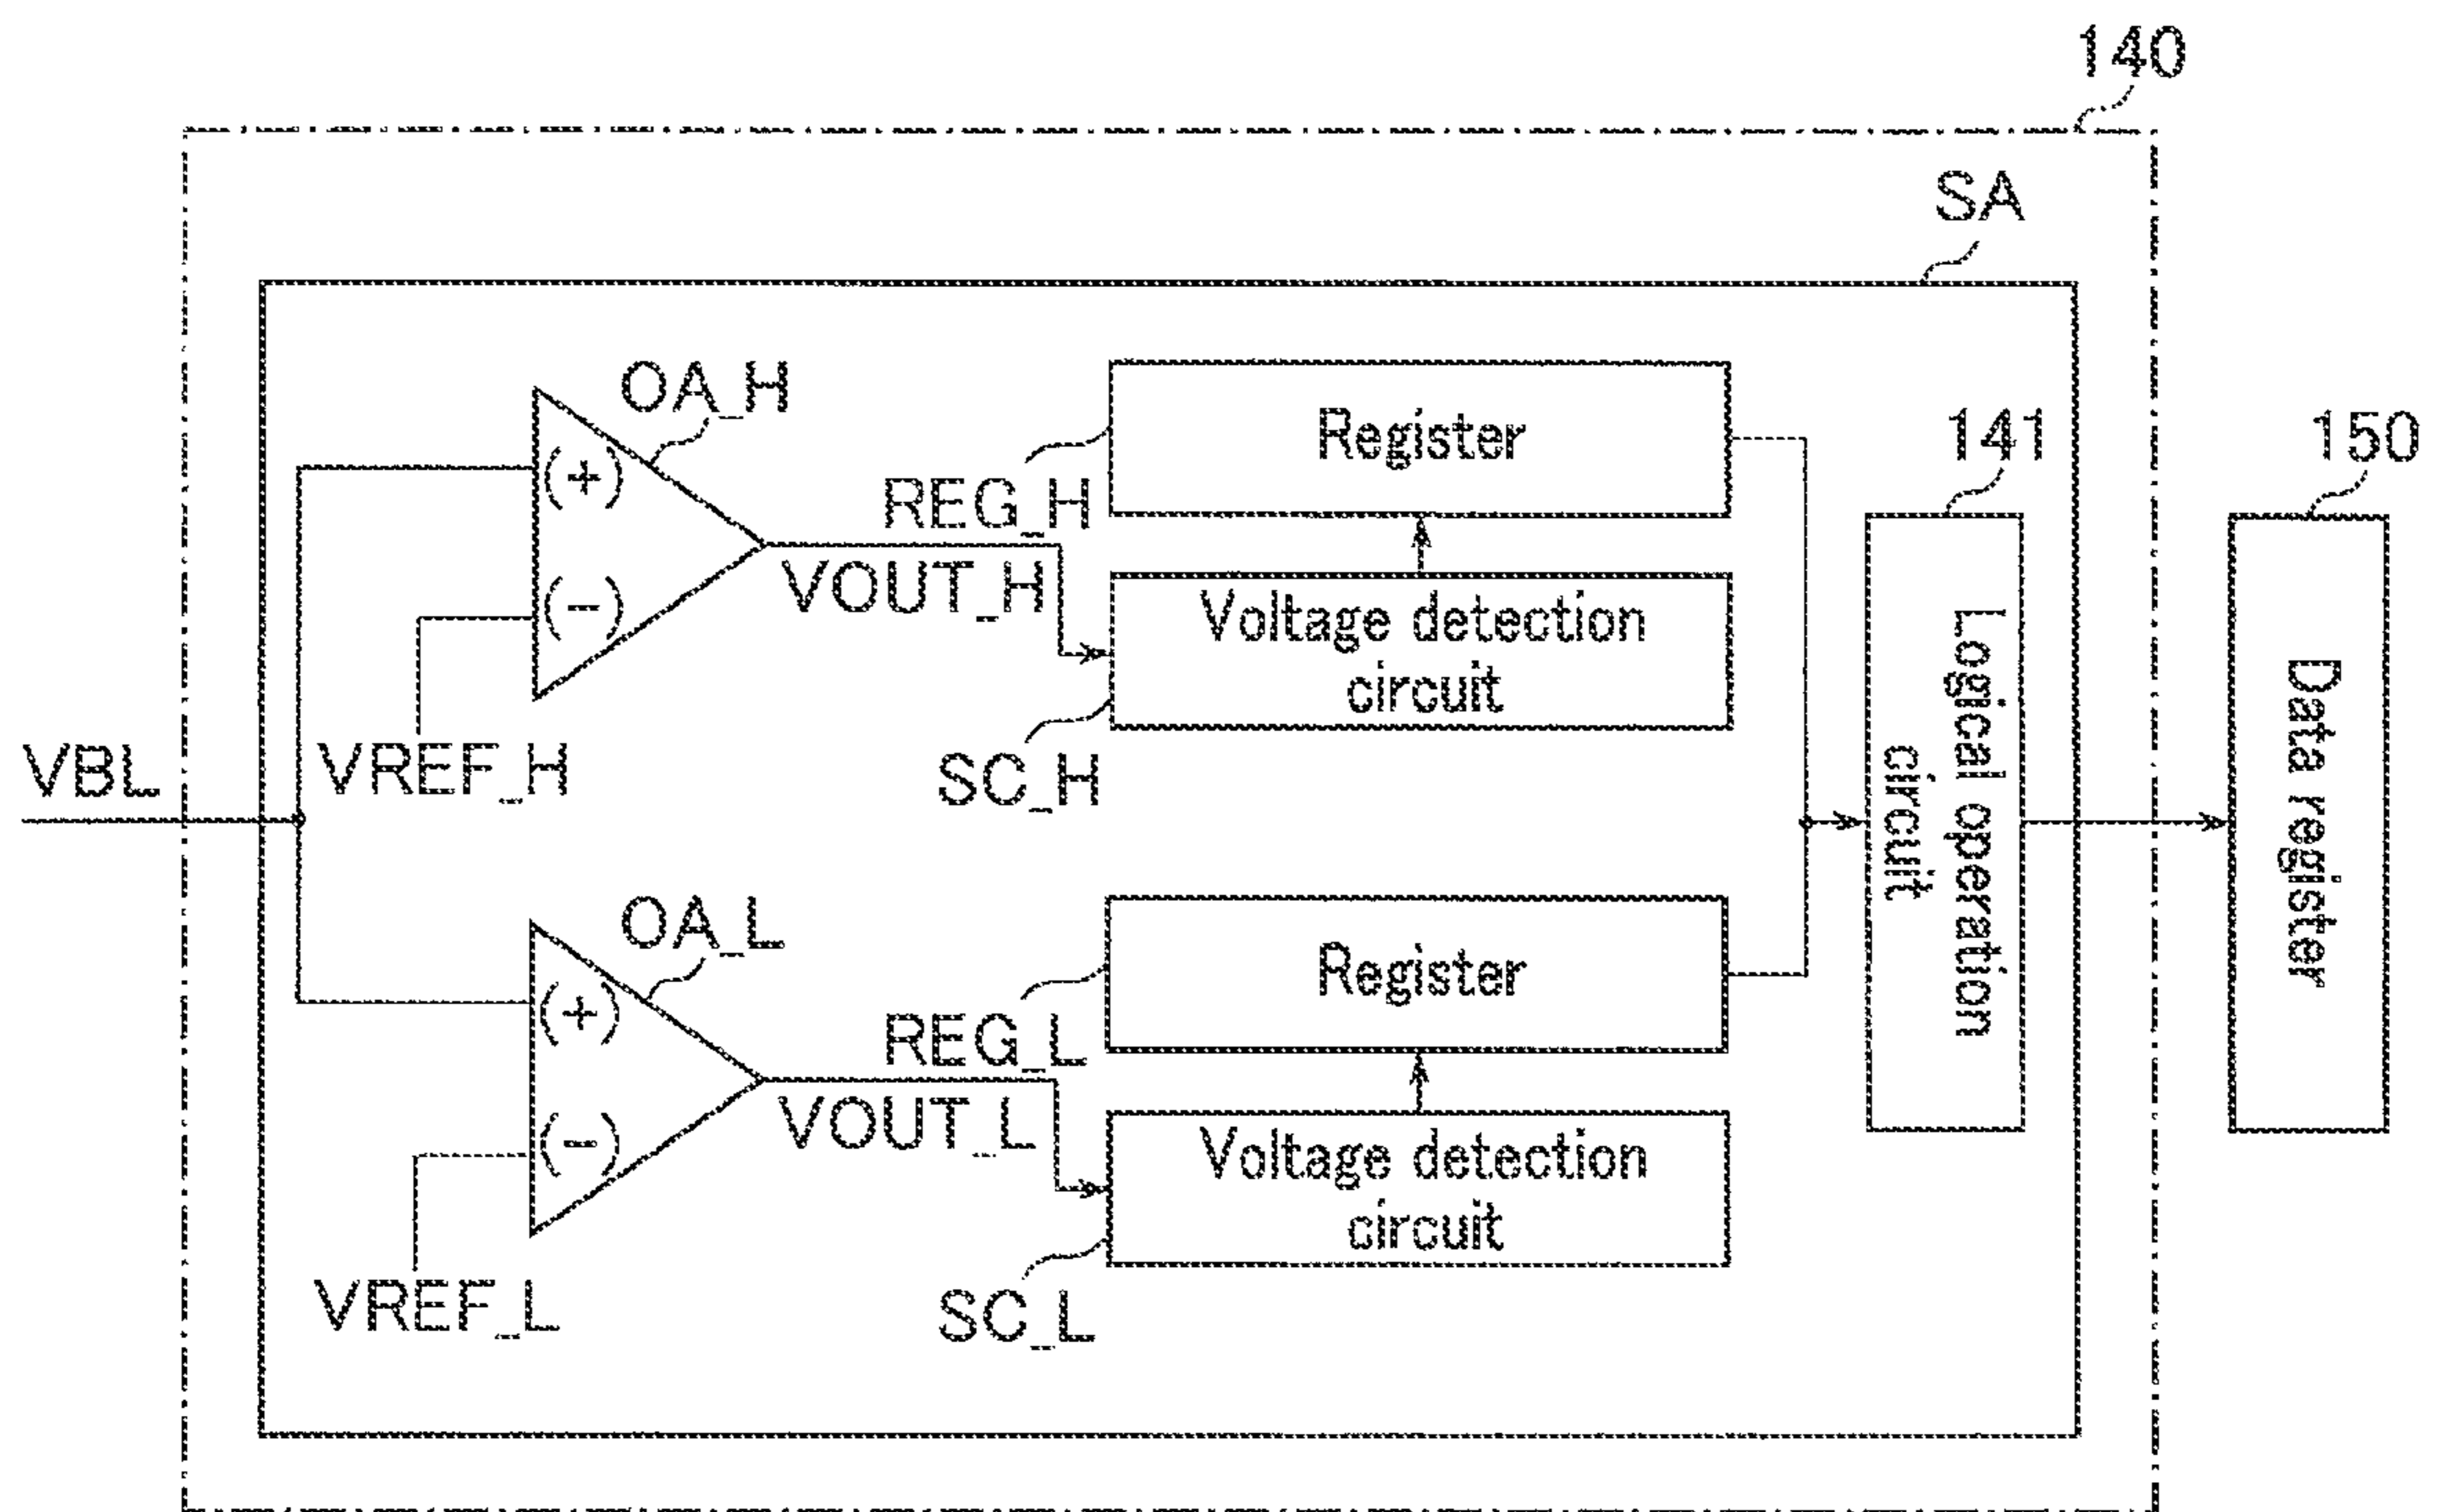 140
SA
OA_H
(+)
(-)
REG_H
VOUT_H
Register
Voltage detection
circuit
141
150
VBL
VREF_H
SC_H
Logical operation
circuit
Data register
OA_L
(+)
(-)
REG_L
VOUT_L
Register
Voltage detection
circuit
VREF_L
SC_L